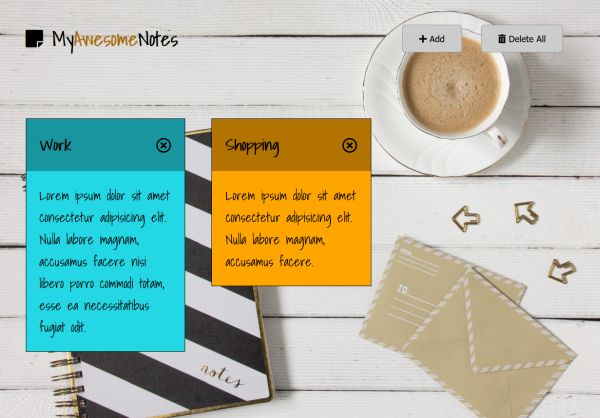 MyAwesomeNotes
Add
Delete All
Work
Lorem ipsum dolor sit amet
consectetur adipisicing elit.
Nulla labore magnam,
accusamus facere nisi
libero porro commodi totam,
esse ea necessitatibus
fugiat odit.
Shopping
Lorem ipsum dolor sit amet
consectetur adipisicing elit.
Nulla labore magnam,
accusamus facere.
TO
notes